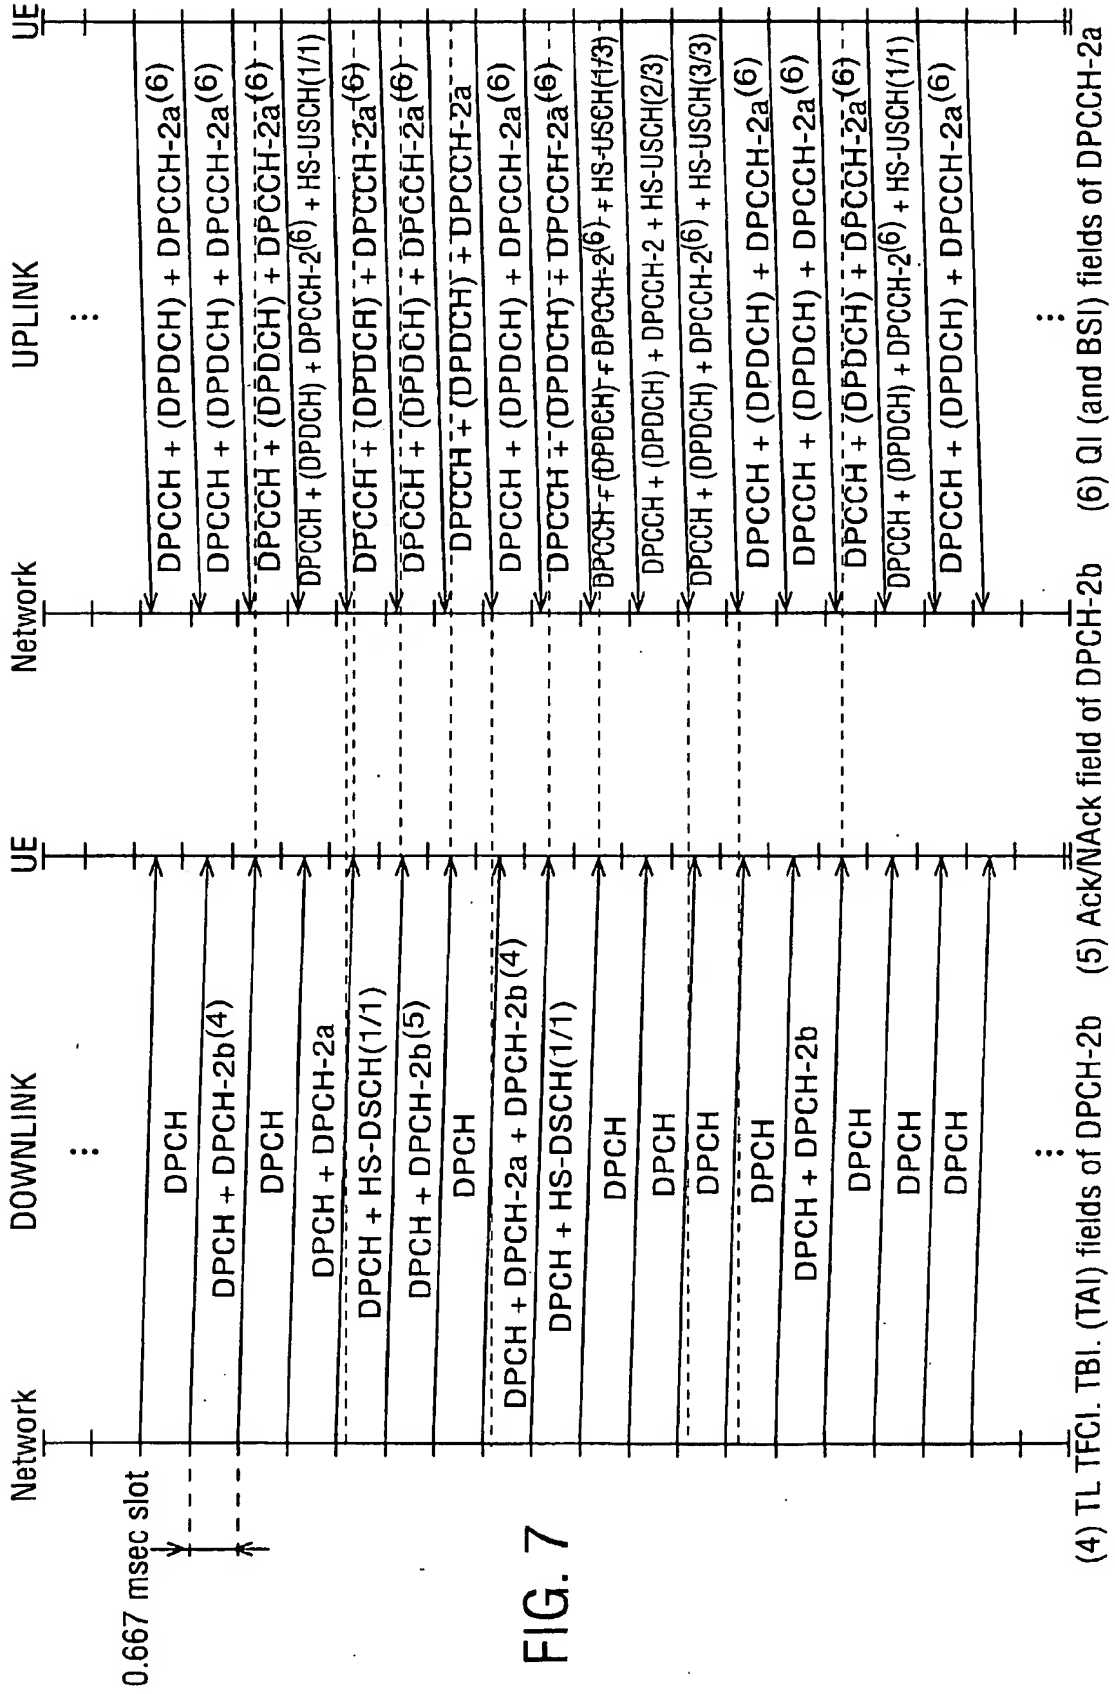 DOWNLINK
UPLINK
Network
UE
Network
UE
0.667 msec slot
DPCH
DPCH + DPCH-2b(4)
DPCH
DPCH + DPCH-2a
DPCH + HS-DSCH(1/1)
DPCH + DPCH-2b(5)
DPCH
DPCH + DPCH-2a + DPCH-2b(4)
DPCH + HS-DSCH(1/1)
DPCH
DPCH
DPCH
DPCH
DPCH + DPCH-2b
DPCH
DPCH
DPCH
DPCCH + (DPDCH) + DPCCH-2a(6)
DPCCH + (DPDCH) + DPCCH-2a(6)
DPCCH + (DPDCH) + DPCCH-2a(6)
DPCCH + (DPDCH) + DPCCH-2(6) + HS-USCH(1/1)
DPCCH + (DPDCH) + DPCCH-2a(6)
DPCCH + (DPDCH) + DPCCH-2a(6)
DPCCH + (DPDCH) + DPCCH-2a
DPCCH + (DPDCH) + DPCCH-2a(6)
DPCCH + (DPDCH) + DPCCH-2a(6)
DPCCH + (DPDCH) + DPCCH-2(6) + HS-USCH(1/3)
DPCCH + (DPDCH) + DPCCH-2 + HS-USCH(2/3)
DPCCH + (DPDCH) + DPCCH-2(6) + HS-USCH(3/3)
DPCCH + (DPDCH) + DPCCH-2a(6)
DPCCH + (DPDCH) + DPCCH-2a(6)
DPCCH + (DPDCH) + DPCCH-2a(6)
DPCCH + (DPDCH) + DPCCH-2(6) + HS-USCH(1/1)
DPCCH + (DPDCH) + DPCCH-2a(6)
FIG. 7
(4) TL TFCI. TBI. (TAI) fields of DPCH-2b (5) Ack/NAck field of DPCH-2b (6) QI (and BSI) fields of DPCCH-2a